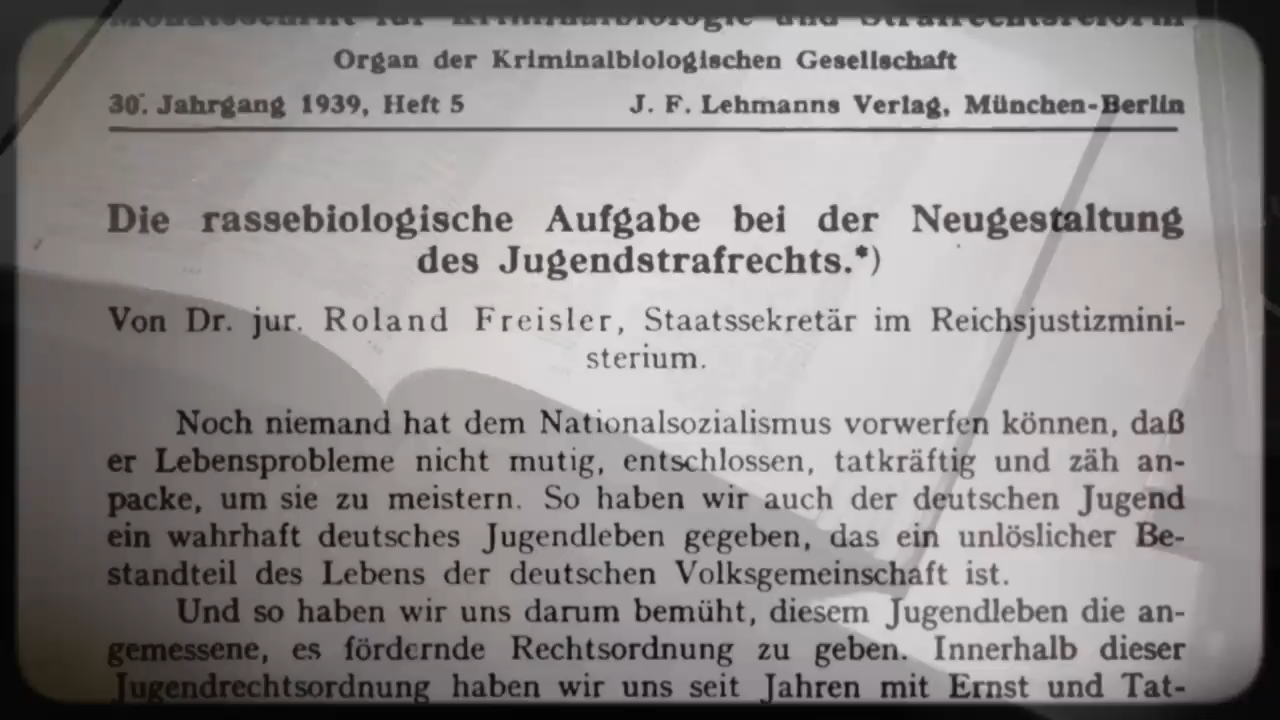 Monatsschrift für Kriminalbiologie und Strafrechtsreform
Organ der Kriminalbiologischen Gesellschaft
30. Jahrgang 1939, Heft 5 J. F. Lehmanns Verlag, München-Berlin
Die rassebiologische Aufgabe bei der Neugestaltung
des Jugendstrafrechts.*)
Von Dr. jur. Roland Freisler, Staatssekretär im Reichsjustizmini-
sterium.
Noch niemand hat dem Nationalsozialismus vorwerfen können, daß
er Lebensprobleme nicht mutig, entschlossen, tatkräftig und zäh an-
packe, um sie zu meistern. So haben wir auch der deutschen Jugend
ein wahrhaft deutsches Jugendleben gegeben, das ein unlöslicher Be-
standteil des Lebens der deutschen Volksgemeinschaft ist.
Und so haben wir uns darum bemüht, diesem Jugendleben die an-
gemessene, es fördernde Rechtsordnung zu geben. Innerhalb dieser
Jugendrechtsordnung haben wir uns seit Jahren mit Ernst und Tat-